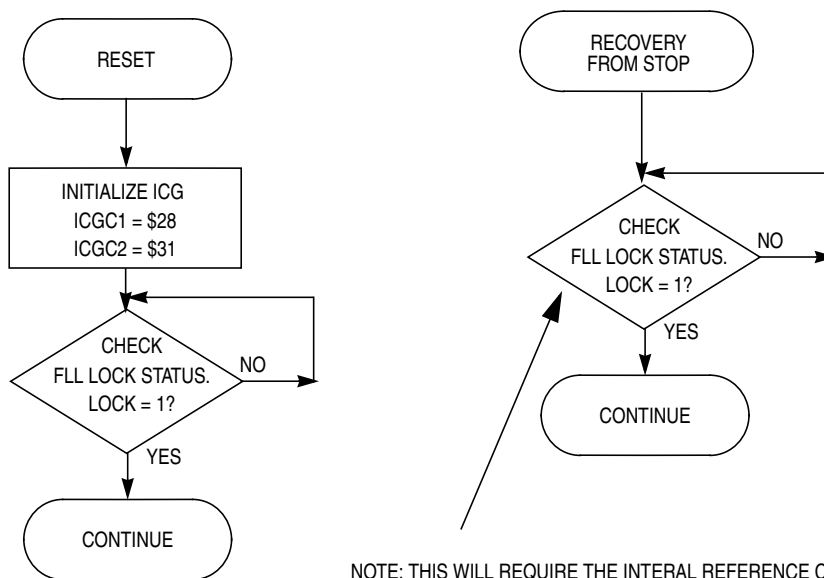 RESET
INITIALIZE ICG
ICGC1 = $28
ICGC2 = $31
CHECK
FLL LOCK STATUS.
LOCK = 1?
NO
YES
CONTINUE
RECOVERY
FROM STOP
CHECK
FLL LOCK STATUS.
LOCK = 1?
NO
YES
CONTINUE
NOTE: THIS WILL REQUIRE THE INTERAL REFERENCE